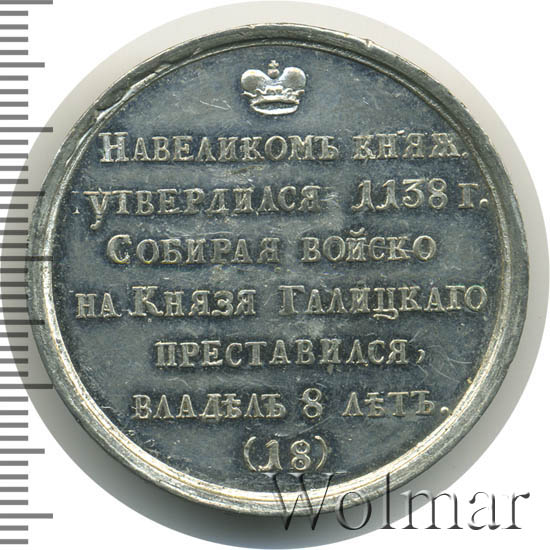 НАВЕЛИКОМЪ КНЯЖ.
УТВЕРДИЛСЯ 1138 Г.
СОБИРАЯ ВОЙСКО
НА КНЯЗЯ ГАЛИЦКАГО
ПРЕСТАВИЛСЯ,
ВЛАДѢЛЪ 8 ЛѢТЪ.
(18)
Wolmar